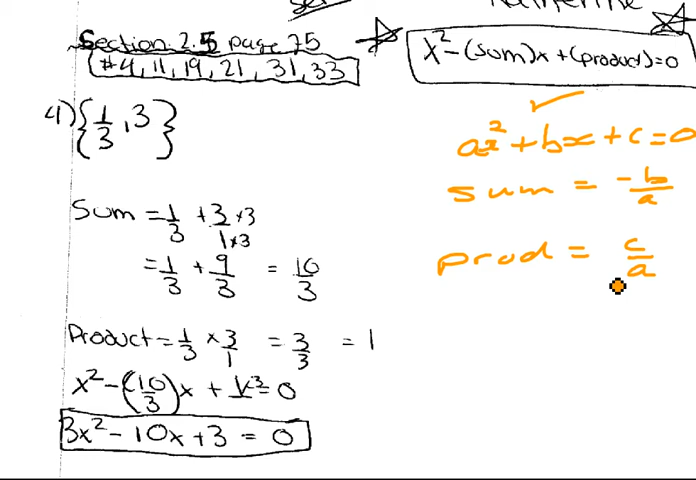 Katherine
Section 2.5 page 75
#4, 11, 19, 21, 31, 33
x² - (sum)x + (product) = 0
4) {1/3, 3}
ax² + bx + c = 0
sum = -b/a
prod = c/a
Sum = 1/3 + 3×3/1×3
= 1/3 + 9/3 = 10/3
Product = 1/3 × 3/1 = 3/3 = 1
x² - (10/3)x + 1 = 0
3x² - 10x + 3 = 0